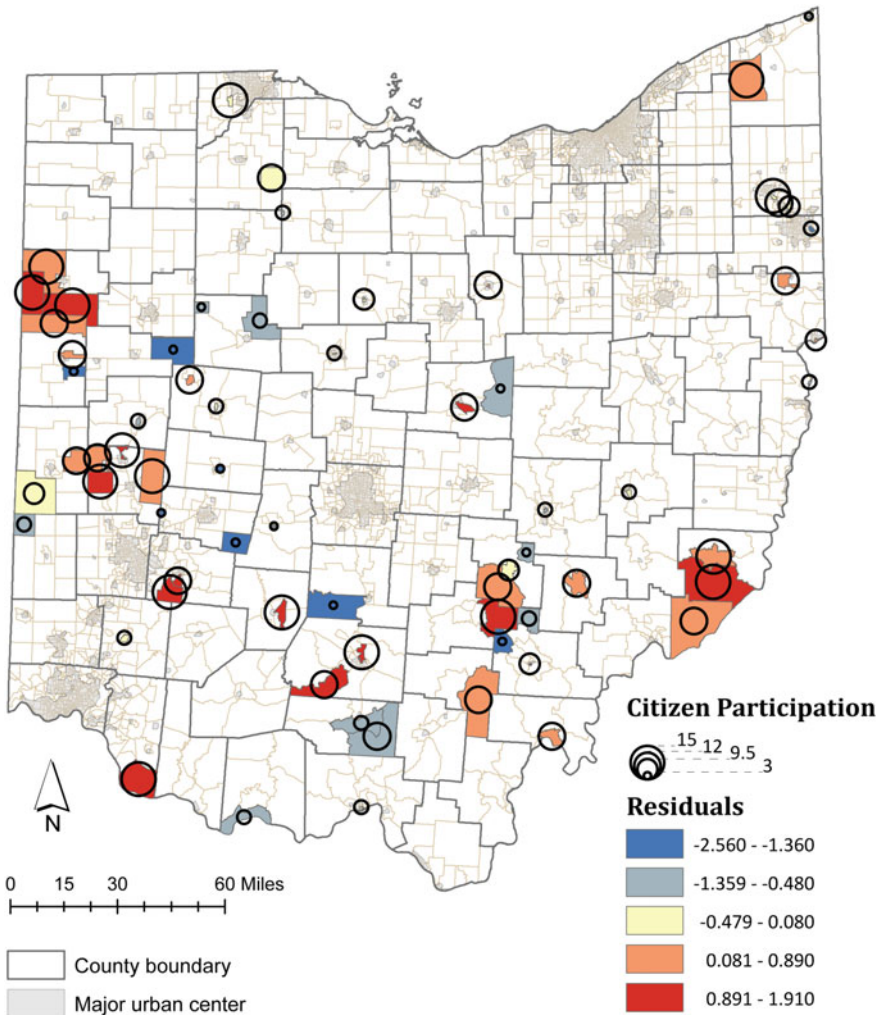 Citizen Participation
15
12
9.5
3
Residuals
-2.560 - -1.360
-1.359 - -0.480
-0.479 - 0.080
0.081 - 0.890
0.891 - 1.910
N
0 15 30 60 Miles
County boundary
Major urban center